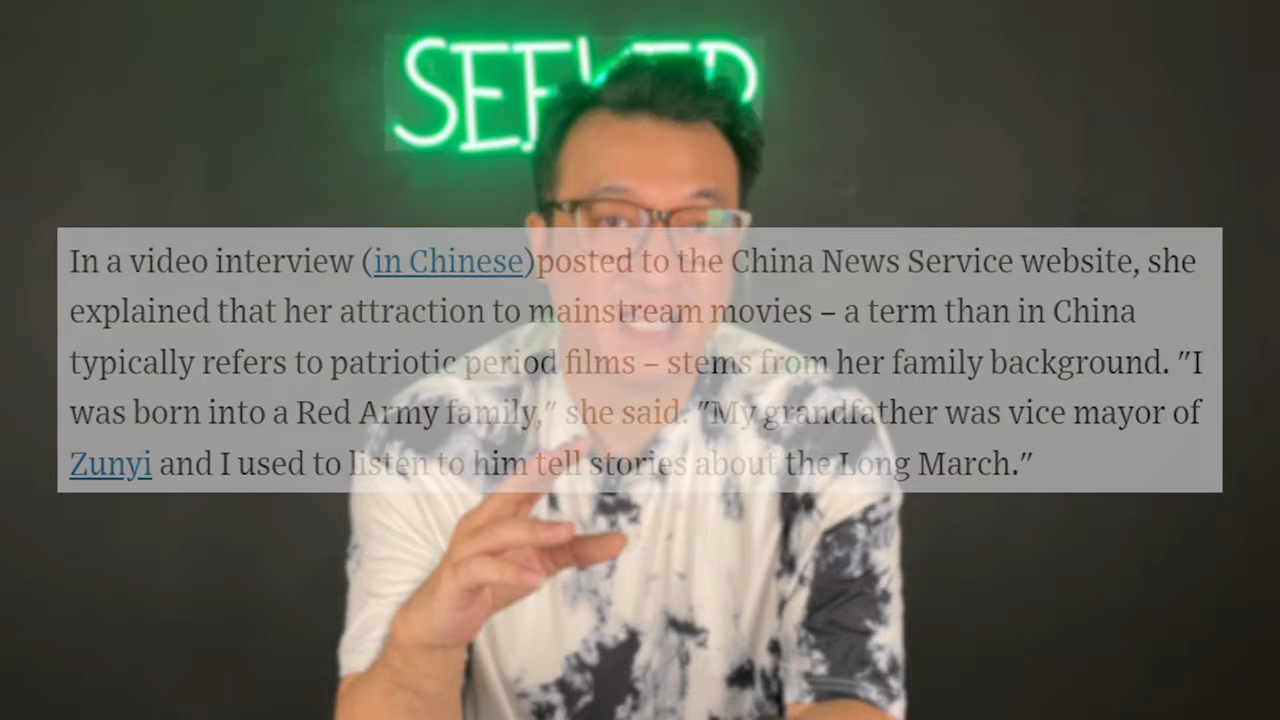 SEEKER
In a video interview (in Chinese)posted to the China News Service website, she
explained that her attraction to mainstream movies – a term than in China
typically refers to patriotic period films – stems from her family background. "I
was born into a Red Army family," she said. "My grandfather was vice mayor of
Zunyi and I used to listen to him tell stories about the Long March."